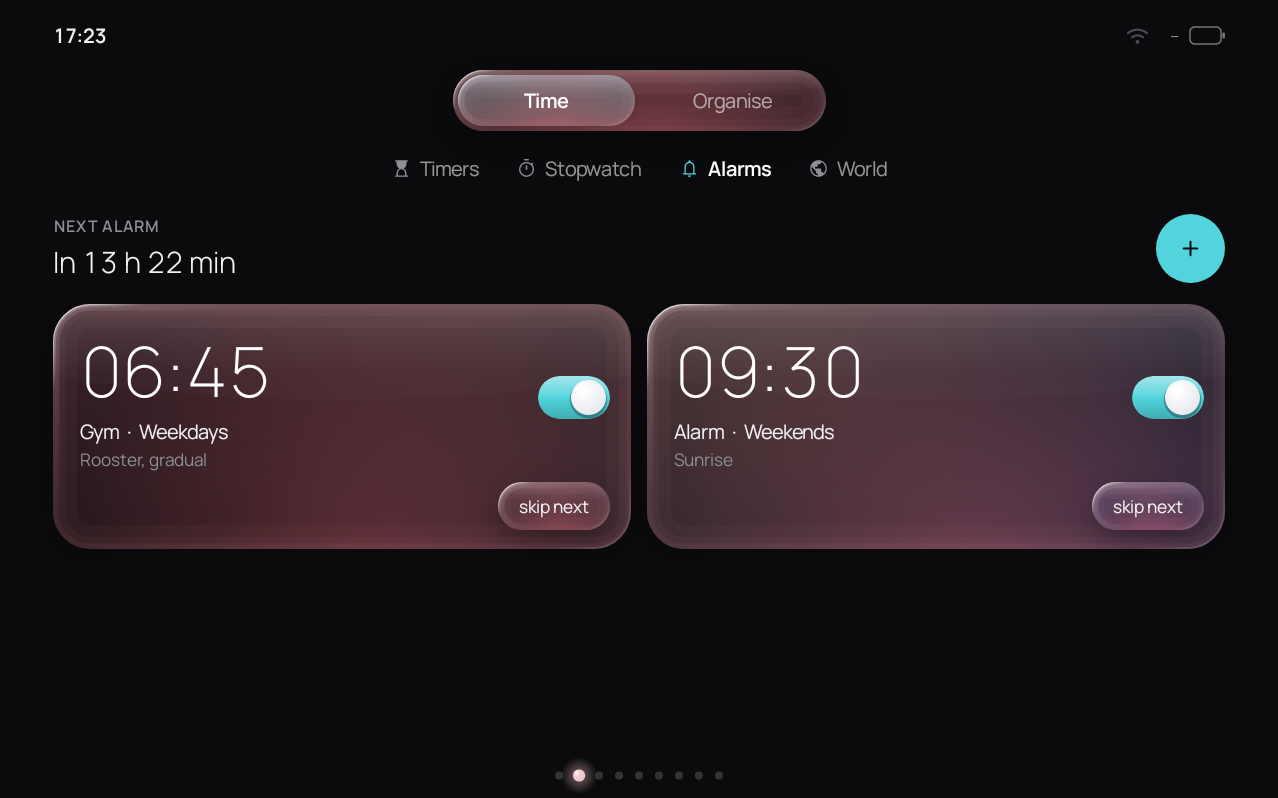 17:23
–
Time Organise
Timers Stopwatch Alarms World
NEXT ALARM
In 13 h 22 min
+
06:45
Gym · Weekdays
Rooster, gradual
skip next
09:30
Alarm · Weekends
Sunrise
skip next